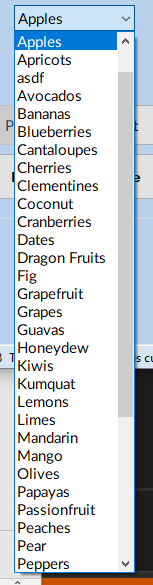 Apples
Apples
Apricots
asdf
Avocados
Bananas
Blueberries
Cantaloupes
Cherries
Clementines
Coconut
Cranberries
Dates
Dragon Fruits
Fig
Grapefruit
Grapes
Guavas
Honeydew
Kiwis
Kumquat
Lemons
Limes
Mandarin
Mango
Olives
Papayas
Passionfruit
Peaches
Pear
Peppers